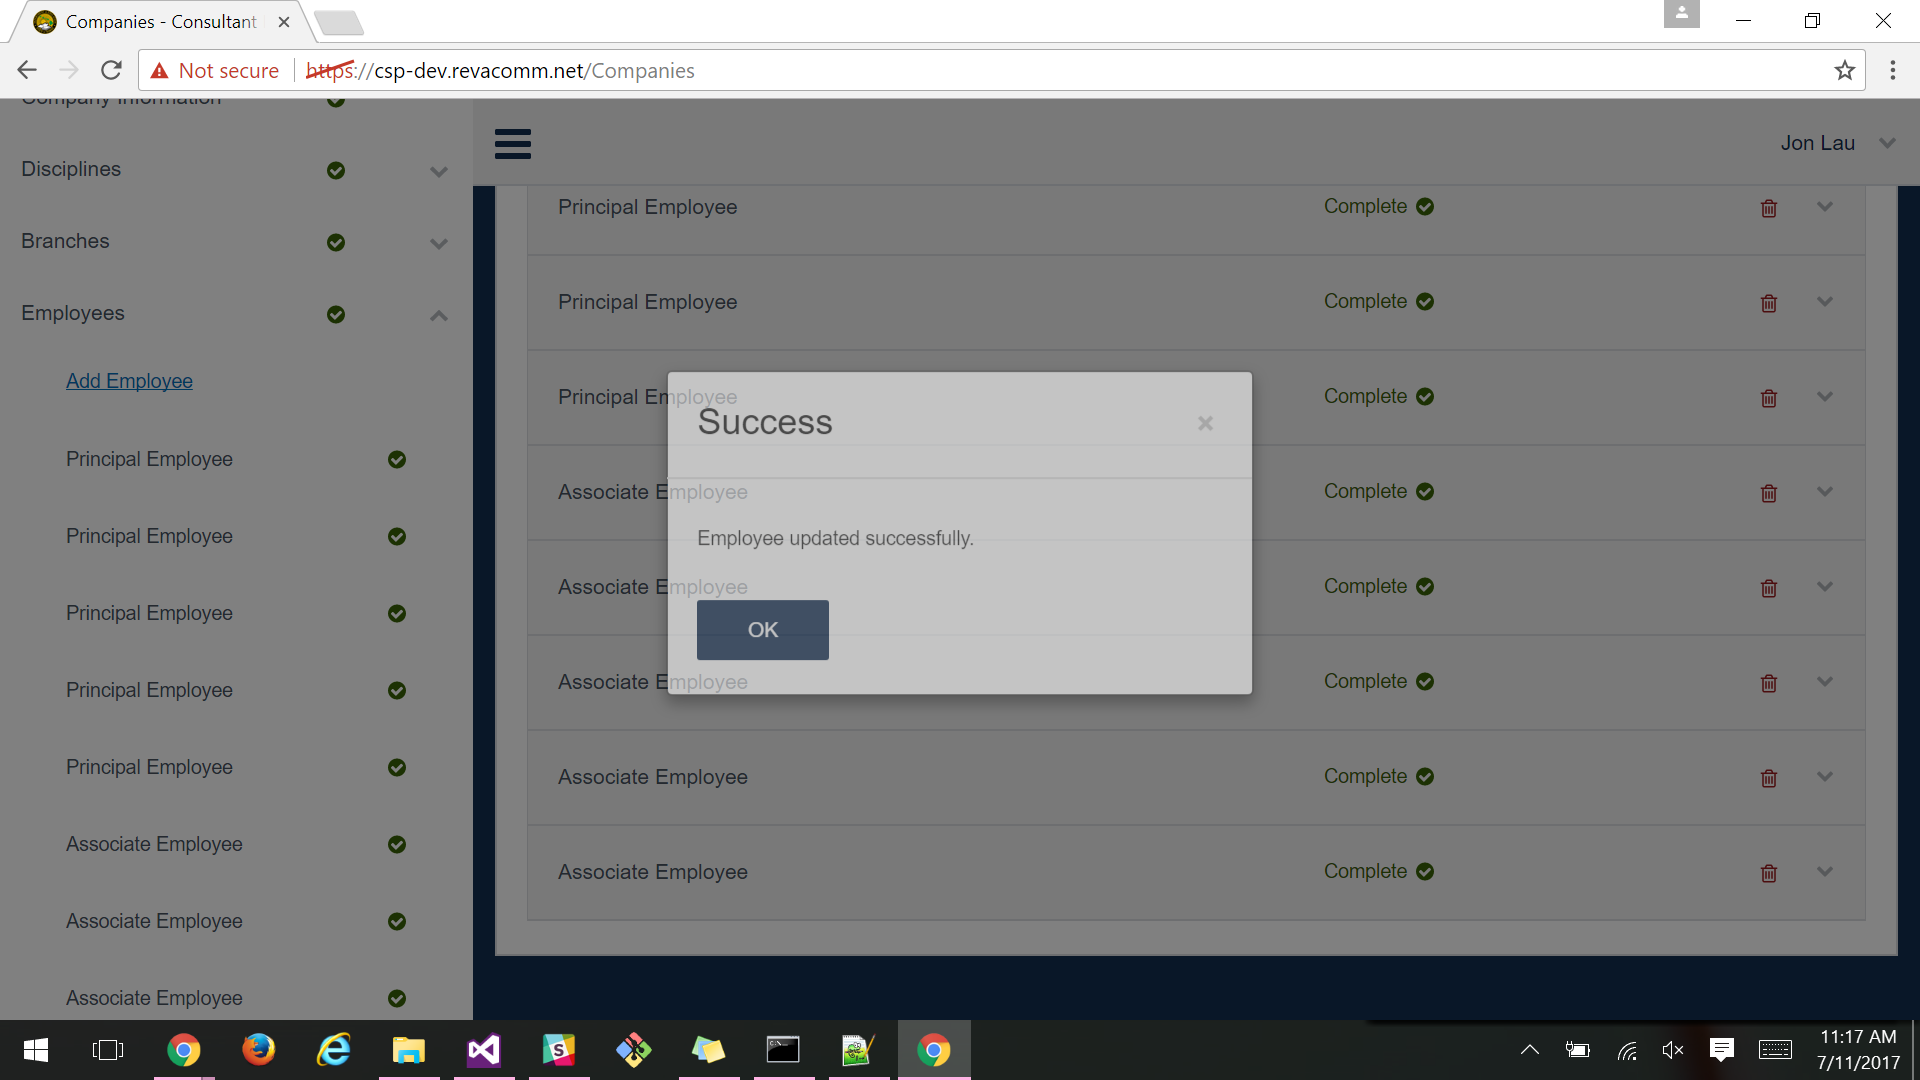 Companies - Consultant
Not secure
https://csp-dev.revacomm.net/Companies
Company Information
Disciplines
Branches
Employees
Add Employee
Principal Employee
Principal Employee
Principal Employee
Principal Employee
Principal Employee
Associate Employee
Associate Employee
Associate Employee
Jon Lau
Principal Employee Complete
Principal Employee Complete
Principal Employee Complete
Associate Employee Complete
Associate Employee Complete
Associate Employee Complete
Associate Employee Complete
Associate Employee Complete
Success
×
Employee updated successfully.
OK
11:17 AM
7/11/2017